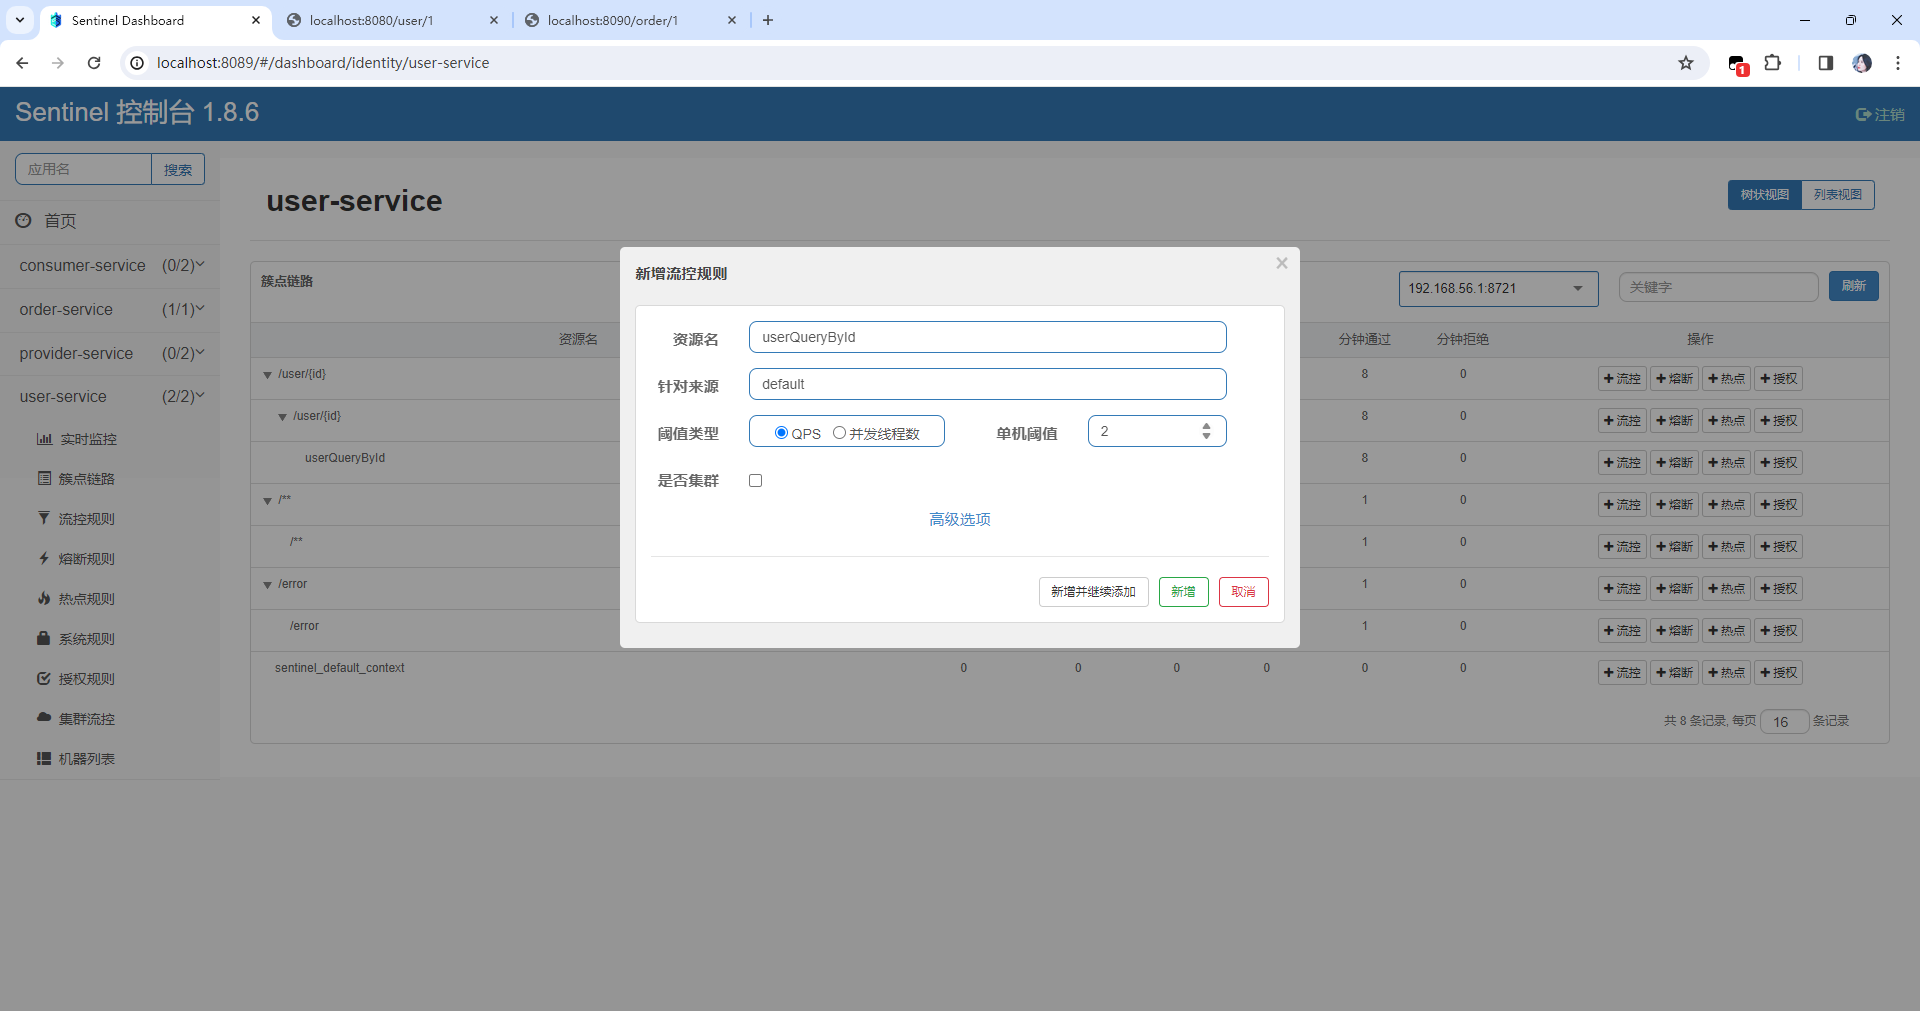 Sentinel Dashboard
localhost:8080/user/1
localhost:8090/order/1
localhost:8089/#/dashboard/identity/user-service
1
Sentinel 控制台 1.8.6
注销
应用名
搜索
首页
consumer-service (0/2)
order-service (1/1)
provider-service (0/2)
user-service (2/2)
实时监控
簇点链路
流控规则
熔断规则
热点规则
系统规则
授权规则
集群流控
机器列表
user-service
树状视图
列表视图
簇点链路
192.168.56.1:8721
关键字
刷新
资源名
分钟通过
分钟拒绝
操作
/user/{id}
8 0 流控 熔断 热点 授权
/user/{id}
8 0 流控 熔断 热点 授权
userQueryById
8 0 流控 熔断 热点 授权
/**
1 0 流控 熔断 热点 授权
/**
1 0 流控 熔断 热点 授权
/error
1 0 流控 熔断 热点 授权
/error
1 0 流控 熔断 热点 授权
sentinel_default_context 0 0 0 0 0 0 流控 熔断 热点 授权
共 8 条记录, 每页 16 条记录
新增流控规则
资源名 userQueryById
针对来源 default
阈值类型 QPS 并发线程数 单机阈值 2
是否集群
高级选项
新增并继续添加 新增 取消